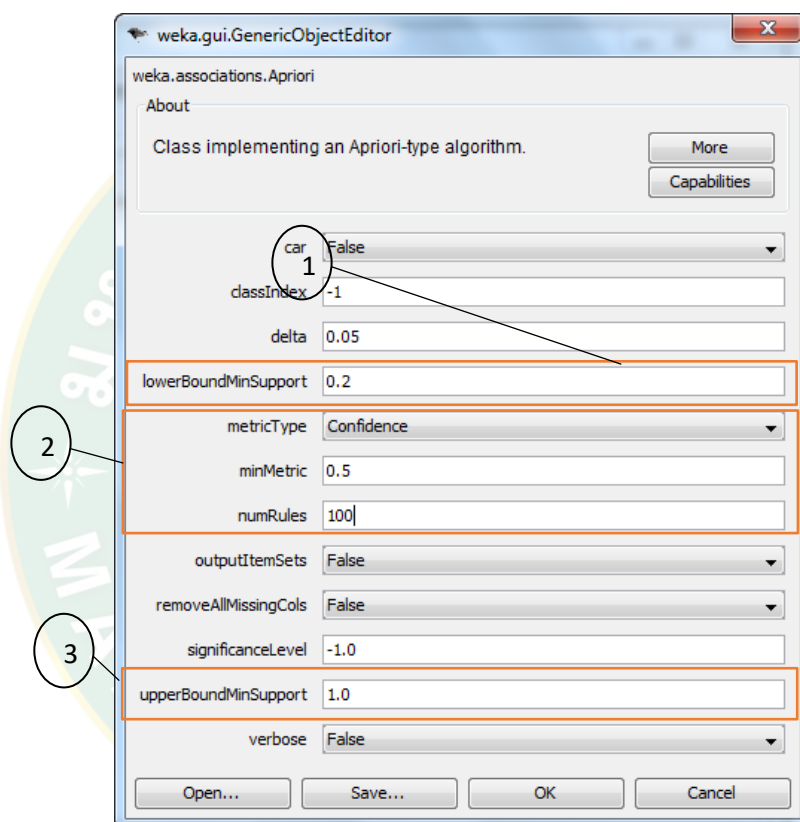 weka.gui.GenericObjectEditor
X
weka.associations.Apriori
About
Class implementing an Apriori-type algorithm.
More
Capabilities
car False
1
classIndex -1
delta 0.05
lowerBoundMinSupport 0.2
metricType Confidence
2
minMetric 0.5
numRules 100
outputItemSets False
removeAllMissingCols False
significanceLevel -1.0
3
upperBoundMinSupport 1.0
verbose False
Open... Save... OK Cancel